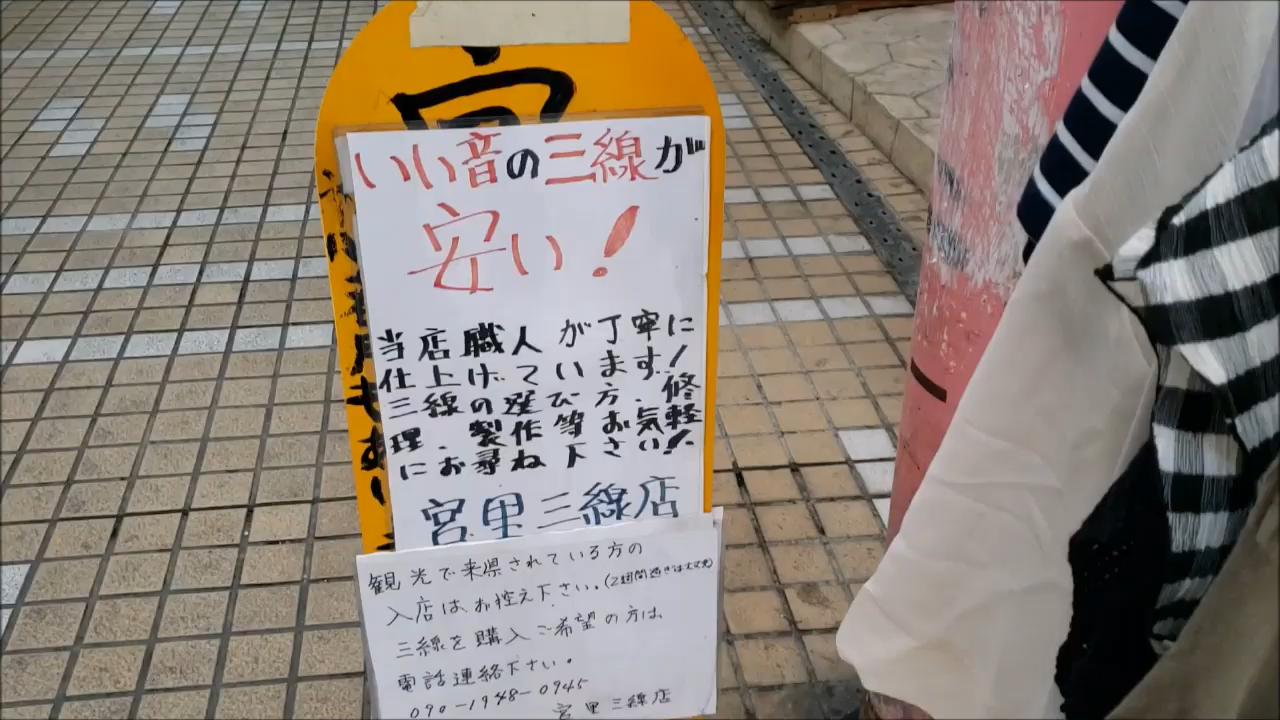 いい音の三線が
安い!
当店職人が丁寧に
仕上げています!
三線の選び方、修
理、製作等お気軽
にお尋ね下さい!
宮里三線店
観光で来県されている方の
入店はお控え下さい。(2週間過ぎは大丈夫)
三線を購入ご希望の方は
電話連絡下さい。
090-1948-0945
宮里三線店